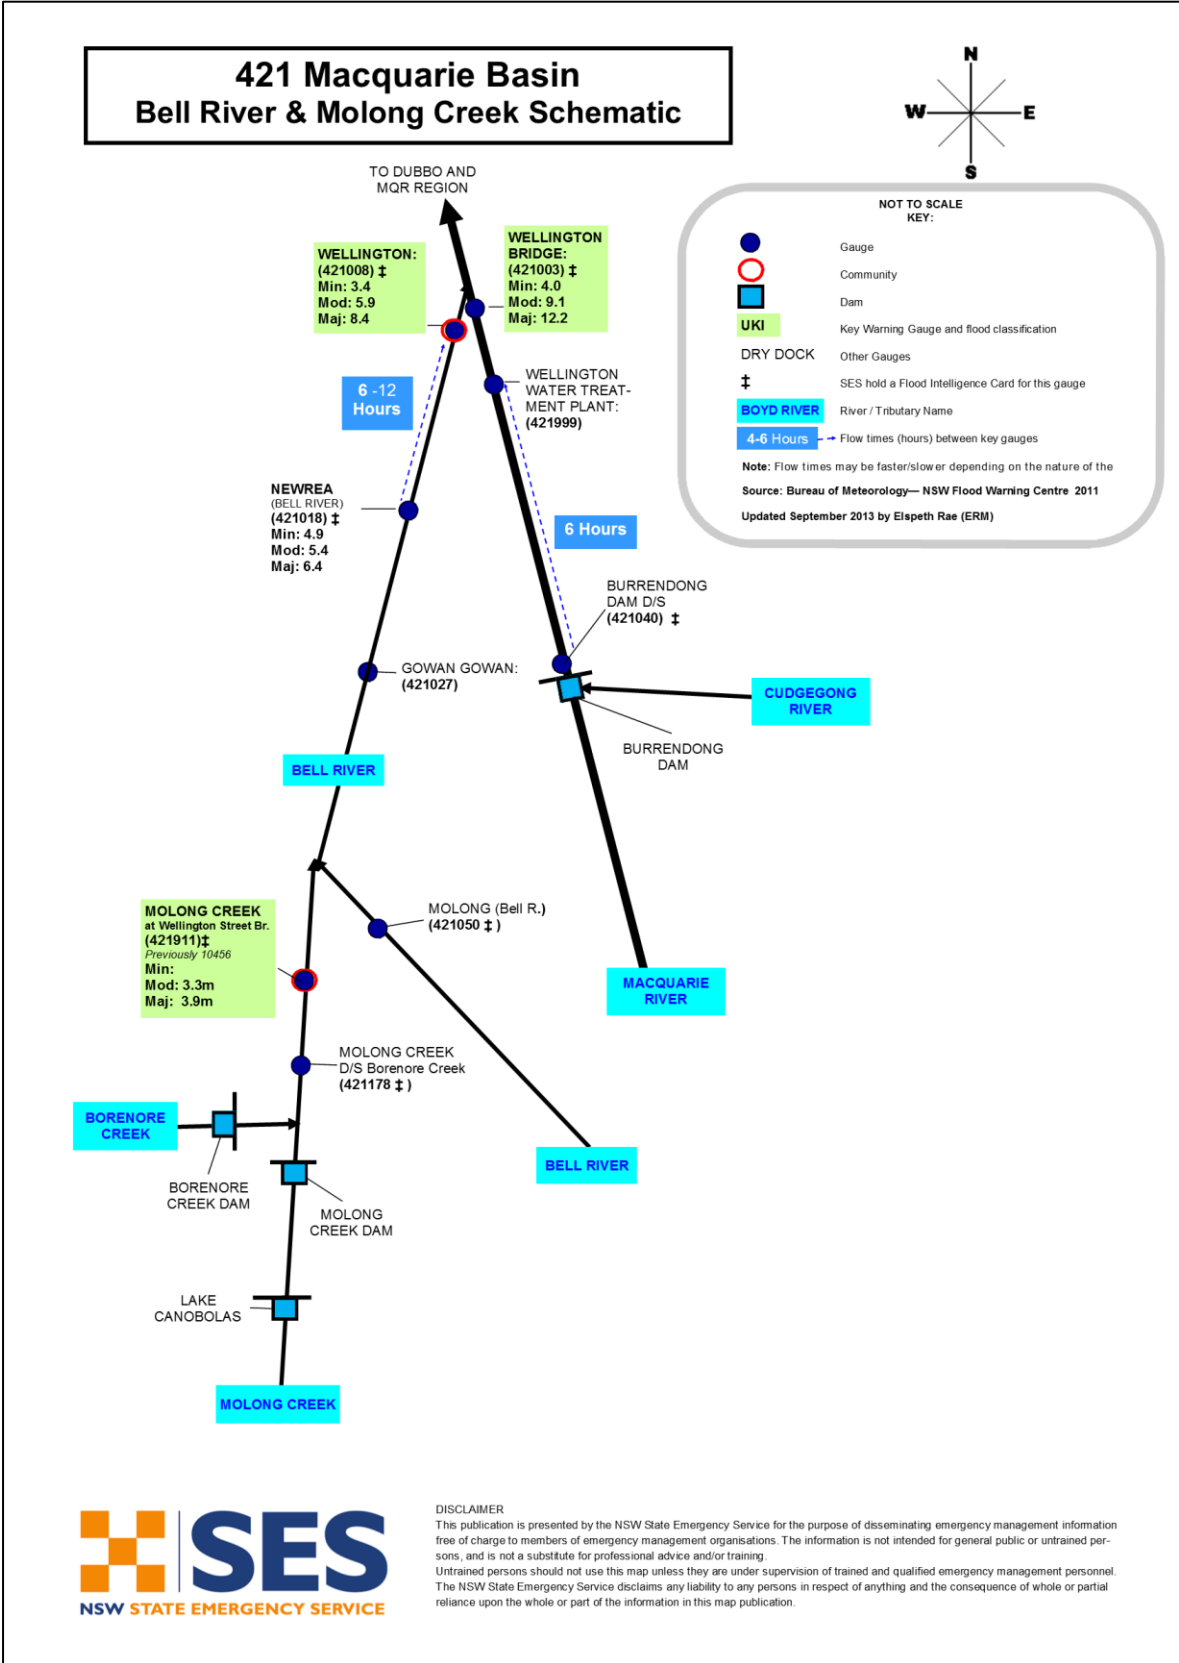 421 Macquarie Basin
Bell River & Molong Creek Schematic
N
W
E
S
TO DUBBO AND
MQR REGION
WELLINGTON:
(421008) ‡
Min: 3.4
Mod: 5.9
Maj: 8.4
WELLINGTON
BRIDGE:
(421003) ‡
Min: 4.0
Mod: 9.1
Maj: 12.2
NOT TO SCALE
KEY:
Gauge
Community
Dam
UKI
Key Warning Gauge and flood classification
DRY DOCK
Other Gauges
‡
SES hold a Flood Intelligence Card for this gauge
BOYD RIVER
River / Tributary Name
4-6 Hours
Flow times (hours) between key gauges
Note: Flow times may be faster/slower depending on the nature of the
Source: Bureau of Meteorology— NSW Flood Warning Centre 2011
Updated September 2013 by Elspeth Rae (ERM)
6 -12
Hours
WELLINGTON
WATER TREAT-
MENT PLANT:
(421999)
NEWREA
(BELL RIVER)
(421018) ‡
Min: 4.9
Mod: 5.4
Maj: 6.4
6 Hours
BURRENDONG
DAM D/S
(421040) ‡
GOWAN GOWAN:
(421027)
CUDGEGONG
RIVER
BURRENDONG
DAM
BELL RIVER
MOLONG CREEK
at Wellington Street Br.
(421911)‡
Previously 10456
Min:
Mod: 3.3m
Maj: 3.9m
MOLONG (Bell R.)
(421050 ‡ )
MACQUARIE
RIVER
MOLONG CREEK
D/S Borenore Creek
(421178 ‡ )
BORENORE
CREEK
BELL RIVER
BORENORE
CREEK DAM
MOLONG
CREEK DAM
LAKE
CANOBOLAS
MOLONG CREEK
SES
NSW STATE EMERGENCY SERVICE
DISCLAIMER
This publication is presented by the NSW State Emergency Service for the purpose of disseminating emergency management information
free of charge to members of emergency management organisations. The information is not intended for general public or untrained per-
sons, and is not a substitute for professional advice and/or training.
Untrained persons should not use this map unless they are under supervision of trained and qualified emergency management personnel.
The NSW State Emergency Service disclaims any liability to any persons in respect of anything and the consequence of whole or partial
reliance upon the whole or part of the information in this map publication.